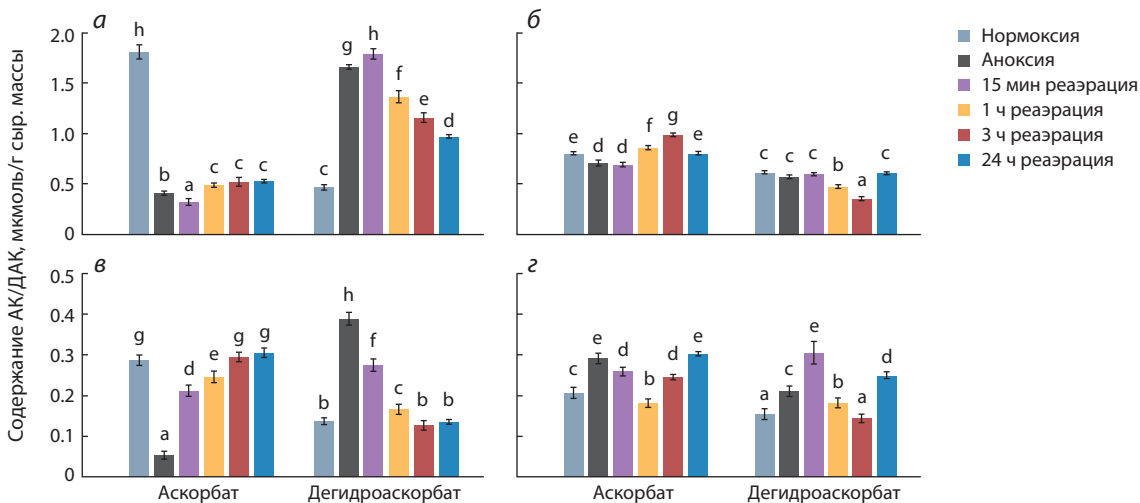 Содержание АК/ДАК, мкмоль/г сыр. массы
а
2.0
1.5
1.0
0.5
0
h
b
a
c
c
c
c
g
h
f
e
d
б
e
d
d
f
g
e
c
c
c
b
a
c
Нормоксия
Аноксия
15 мин реаэрация
1 ч реаэрация
3 ч реаэрация
24 ч реаэрация
в
0.5
0.4
0.3
0.2
0.1
0
g
a
d
e
g
g
b
h
f
c
b
b
Аскорбат
Дегидроаскорбат
г
c
e
d
b
c
e
a
c
e
b
a
d
Аскорбат
Дегидроаскорбат